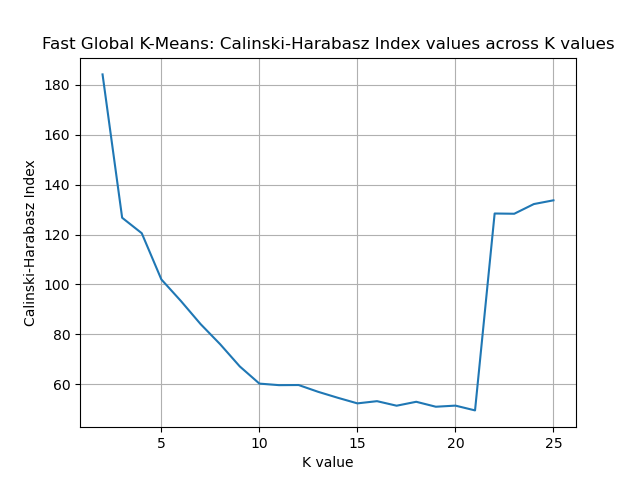 Fast Global K-Means: Calinski-Harabasz Index values across K values
Calinski-Harabasz Index
180
160
140
120
100
80
60
5 10 15 20 25
K value